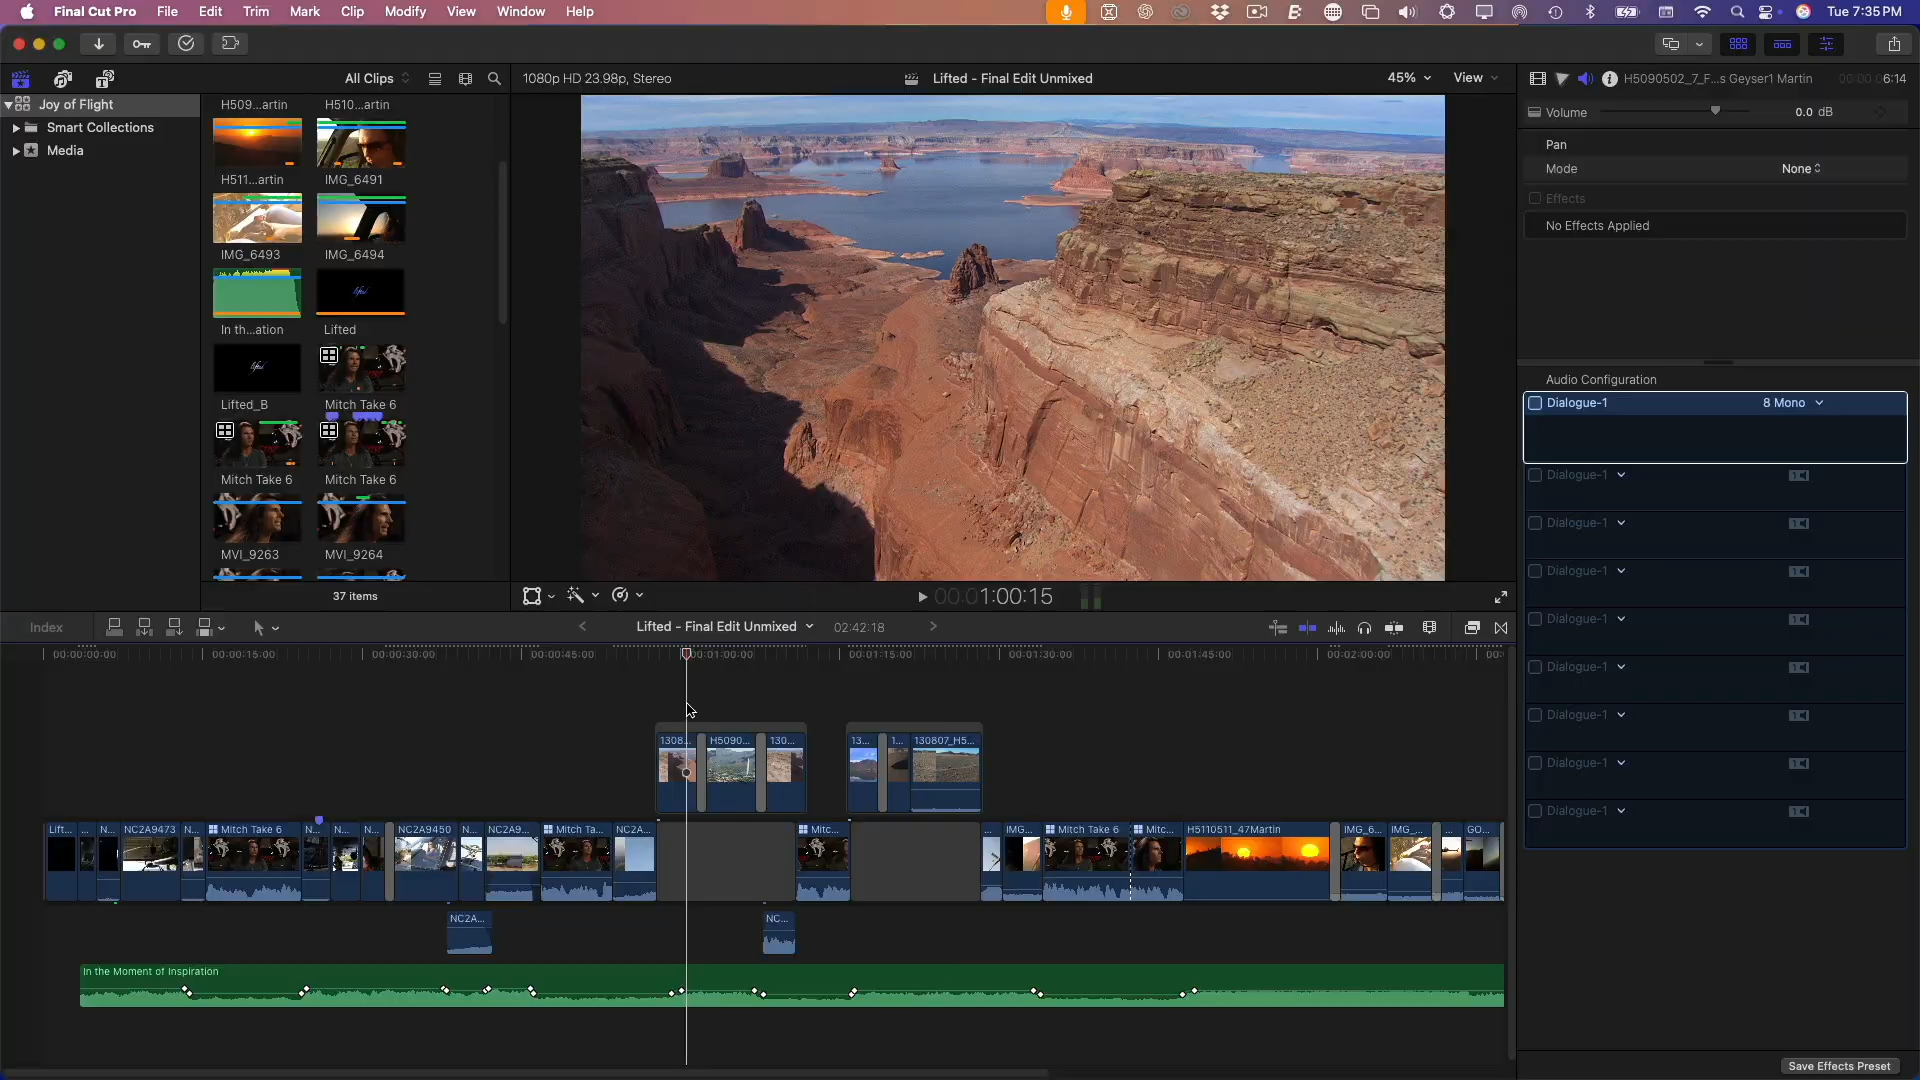 Final Cut Pro File Edit Trim Mark Clip Modify View Window Help Tue 7:35 PM
All Clips
1080p HD 23.98p, Stereo
Lifted - Final Edit Unmixed
45%
View
H5090502_7_F...s Geyser1 Martin
6:14
Joy of Flight
Smart Collections
Media
H509...artin
H510...artin
H511...artin
IMG_6491
IMG_6493
IMG_6494
In th...ation
Lifted
Lifted_B
Mitch Take 6
Mitch Take 6
Mitch Take 6
MVI_9263
MVI_9264
37 items
00:00:01:00:15
Volume
0.0 dB
Pan
Mode
None
Effects
No Effects Applied
Audio Configuration
Dialogue-1
8 Mono
Dialogue-1
Dialogue-1
Dialogue-1
Dialogue-1
Dialogue-1
Dialogue-1
Dialogue-1
Dialogue-1
Save Effects Preset
Index
Lifted - Final Edit Unmixed
02:42:18
00:00:00:00
00:00:15:00
00:00:30:00
00:00:45:00
00:01:00:00
00:01:15:00
00:01:30:00
00:01:45:00
00:02:00:00
1308...
H5090...
130...
13...
1...
130807_H5...
Lift...
...
N...
NC2A9473
N...
Mitch Take 6
N...
N...
N...
NC2A9450
N...
NC2A9...
Mitch Ta...
NC2A...
Mitc...
...
IMG...
Mitch Take 6
Mitc...
H5110511_47Martin
IMG_6...
IMG_...
...
GO...
NC2A...
NC...
In the Moment of Inspiration